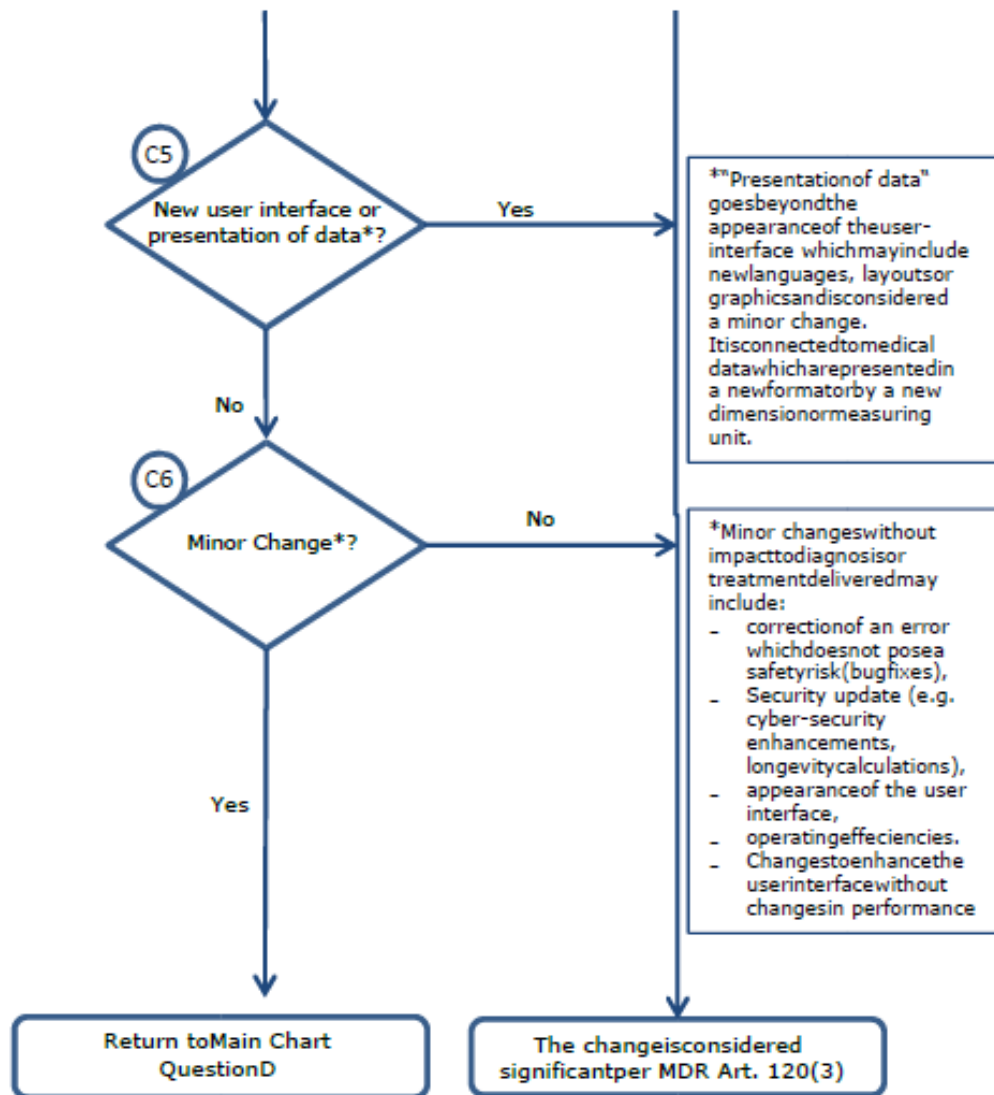 C5
New user interface or
presentation of data*?
Yes
No
*"Presentationof data"
goesbeyondthe
appearanceof theuser-
interface whichmayinclude
newlanguages, layoutsor
graphicsandisconsidered
a minor change.
Itisconnectedtomedical
datawhicharepresentedin
a newformatorby a new
dimensionormeasuring
unit.
C6
Minor Change*?
No
Yes
*Minor changeswithout
impacttodiagnosisor
treatmentdeliveredmay
include:
- correctionof an error
whichdoesnot posea
safetyrisk(bugfixes),
- Security update (e.g.
cyber-security
enhancements,
longevitycalculations),
- appearanceof the user
interface,
- operatingeffeciencies.
- Changestoenhancethe
userinterfacewithout
changesin performance
Return toMain Chart
QuestionD
The changeisconsidered
significantper MDR Art. 120(3)